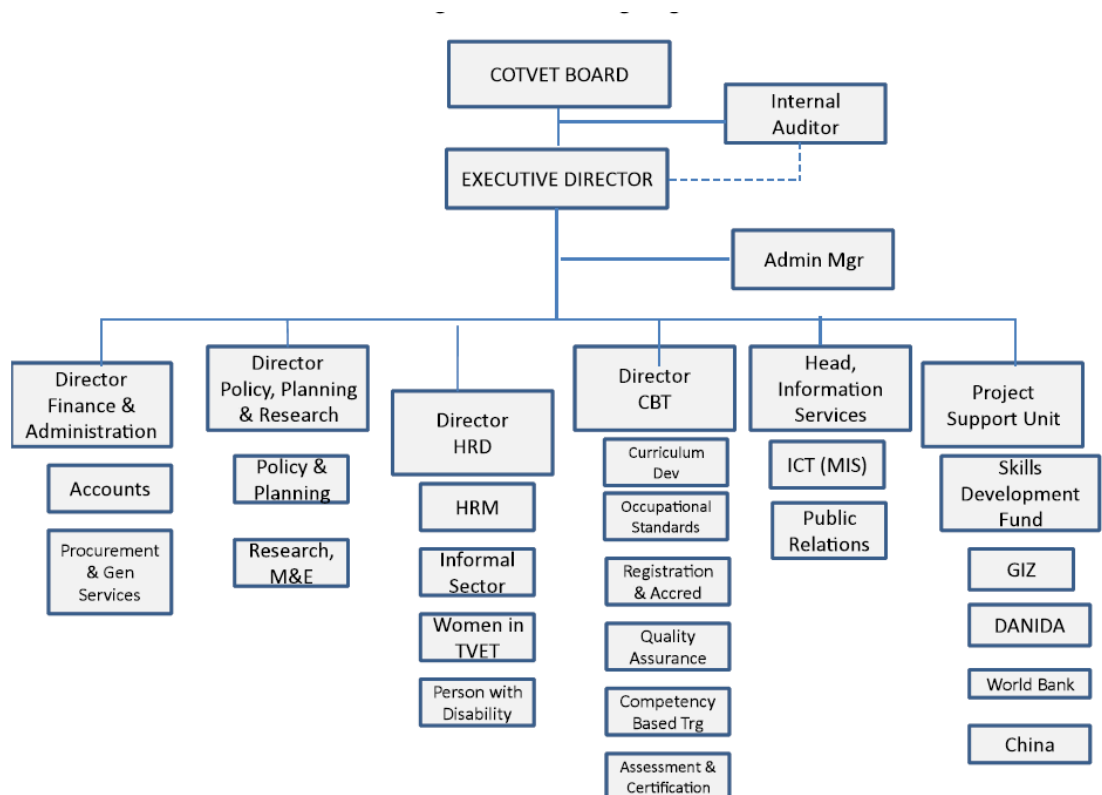 COTVET BOARD
Internal
Auditor
EXECUTIVE DIRECTOR
Admin Mgr
Director
Finance &
Administration
Accounts
Procurement
& Gen
Services
Director
Policy, Planning
& Research
Policy &
Planning
Research,
M&E
Director
HRD
HRM
Informal
Sector
Women in
TVET
Person with
Disability
Director
CBT
Curriculum
Dev
Occupational
Standards
Registration
& Accred
Quality
Assurance
Competency
Based Trg
Assessment &
Certification
Head,
Information
Services
ICT (MIS)
Public
Relations
Project
Support Unit
Skills
Development
Fund
GIZ
DANIDA
World Bank
China